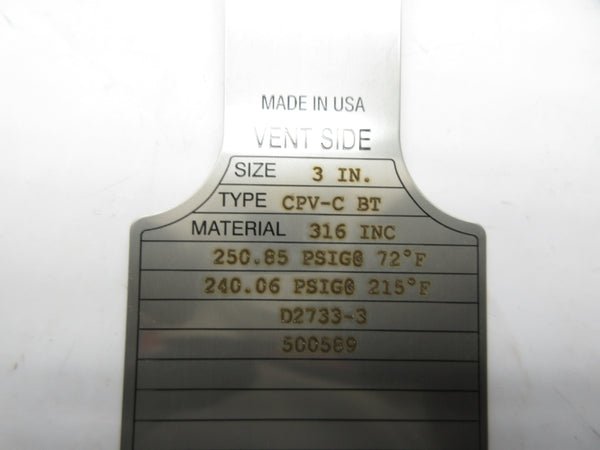 MADE IN USA
VENT SIDE
SIZE 3 IN.
TYPE CPV-C BT
MATERIAL 316 INC
250.85 PSIG@ 72°F
240.06 PSIG@ 215°F
D2733-3
500589